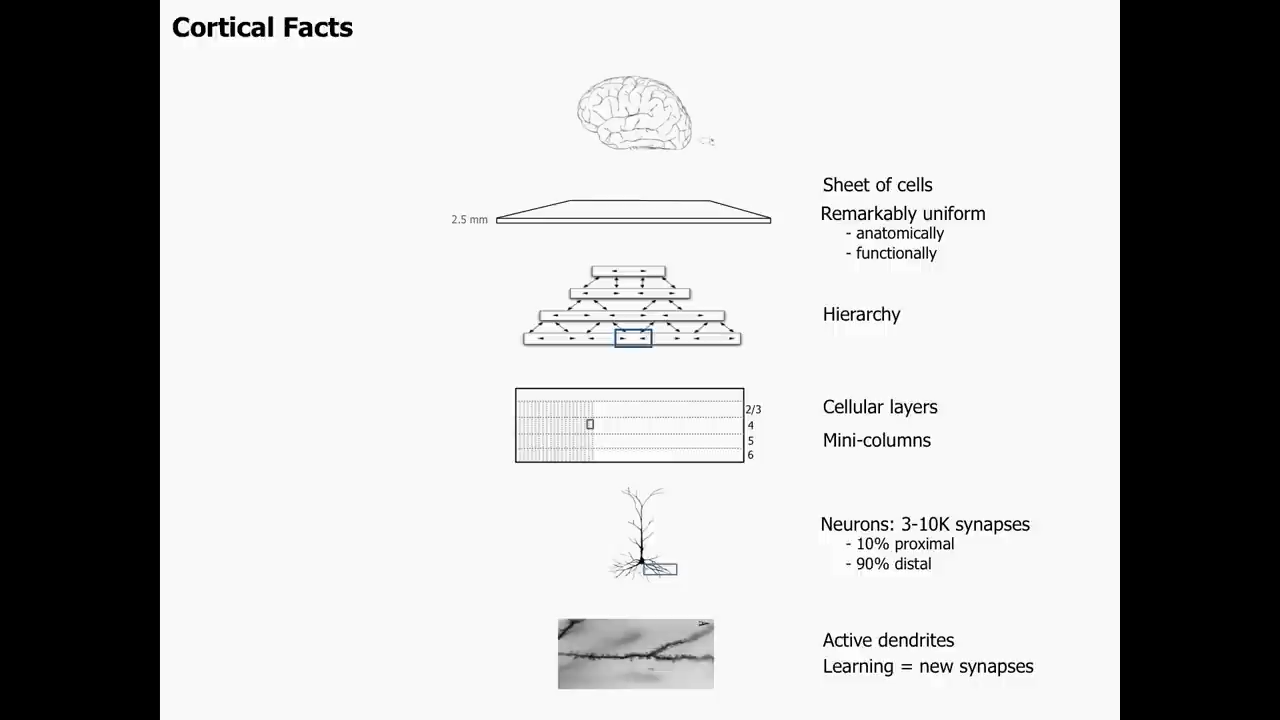 Cortical Facts
Sheet of cells
2.5 mm
Remarkably uniform
- anatomically
- functionally
Hierarchy
Cellular layers
2/3
4
Mini-columns
5
6
Neurons: 3-10K synapses
- 10% proximal
- 90% distal
A
Active dendrites
Learning = new synapses